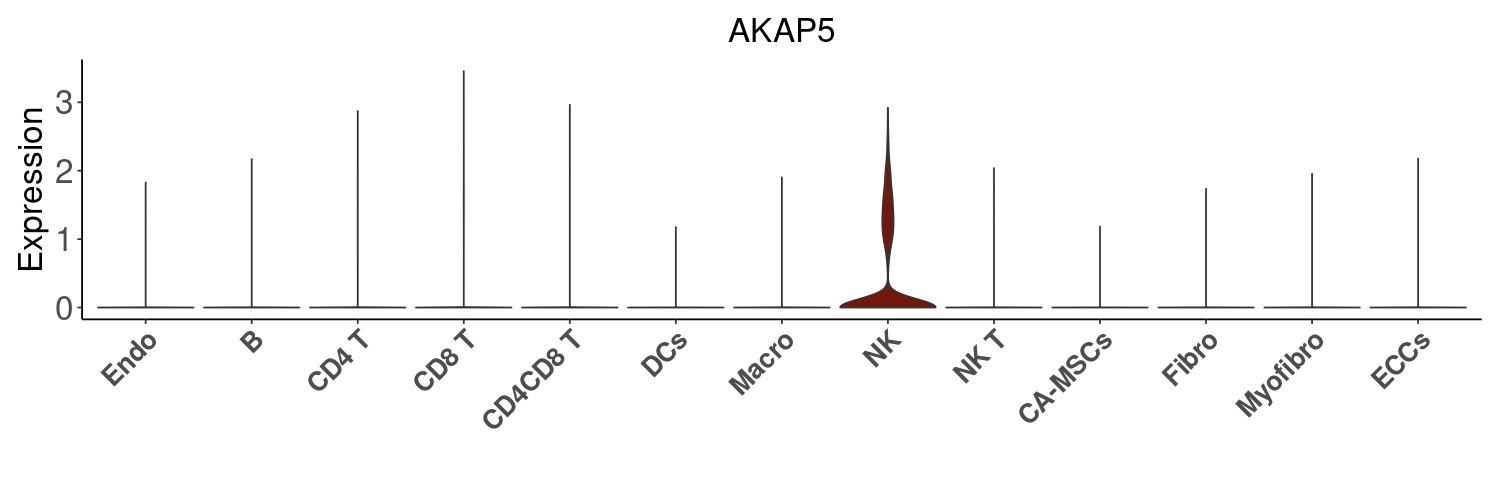 AKAP5
Expression
3
2
1
0
Endo
B
CD4 T
CD8 T
CD4CD8 T
DCs
Macro
NK
NK T
CA-MSCs
Fibro
Myofibro
ECCs